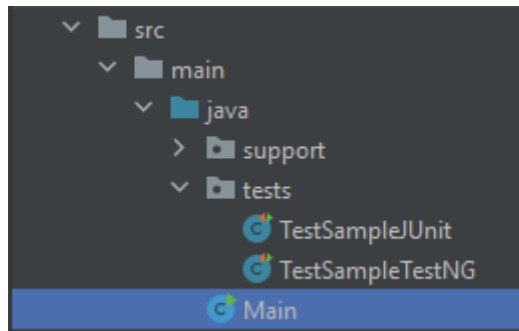 src
main
java
support
tests
TestSampleJUnit
TestSampleTestNG
Main